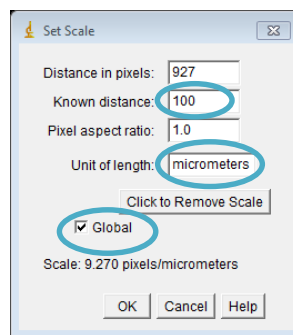 Set Scale
Distance in pixels: 927
Known distance: 100
Pixel aspect ratio: 1.0
Unit of length: micrometers
Click to Remove Scale
Global
Scale: 9.270 pixels/micrometers
OK Cancel Help